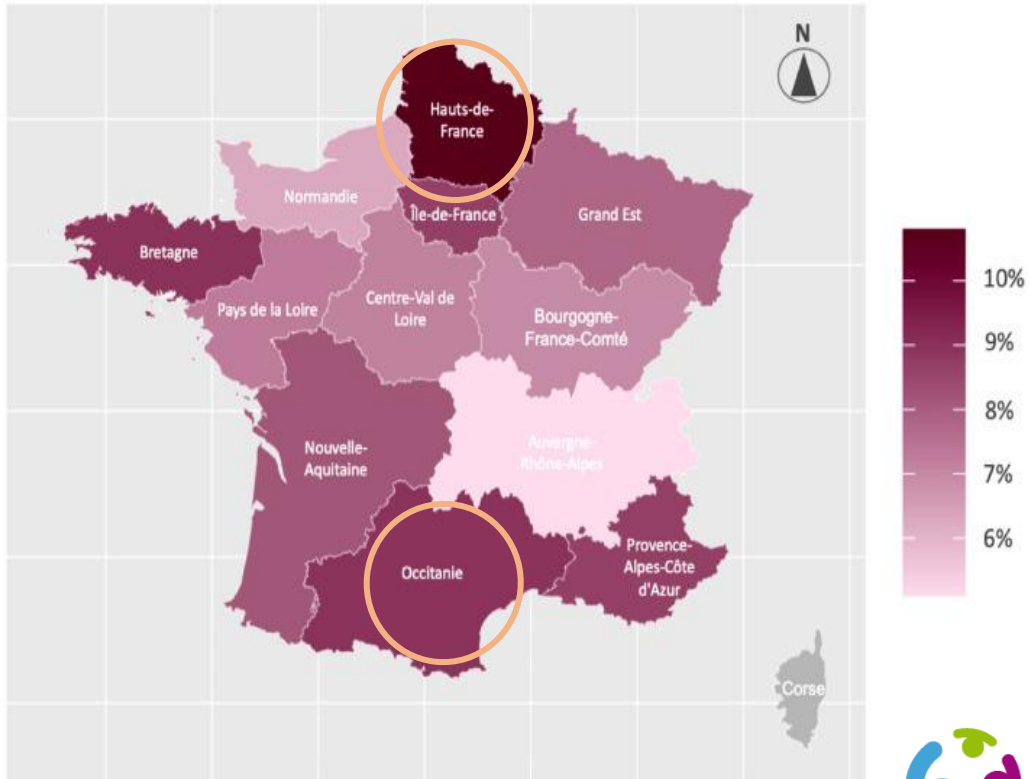 N
Hauts-de-
France
Normandie
Île-de-France
Grand Est
Bretagne
Pays de la Loire
Centre-Val de
Loire
Bourgogne-
France-Comté
Nouvelle-
Aquitaine
Auvergne-
Rhône-Alpes
Occitanie
Provence-
Alpes-Côte
d'Azur
Corse
10%
9%
8%
7%
6%